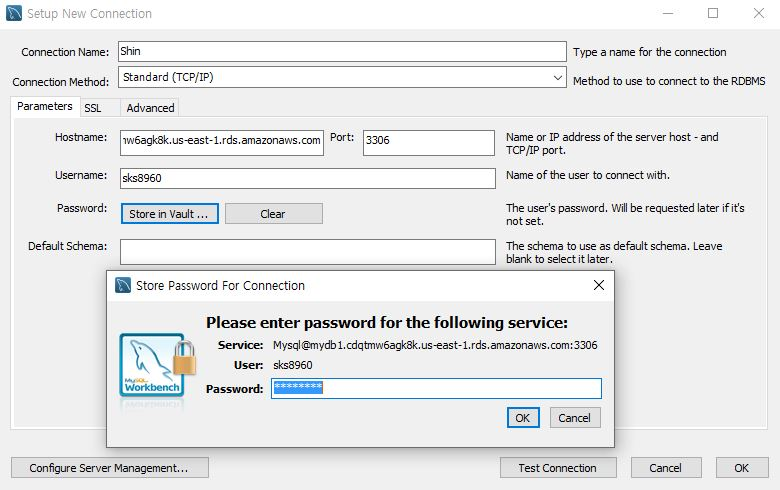 Setup New Connection
Connection Name: Shin Type a name for the connection
Connection Method: Standard (TCP/IP) Method to use to connect to the RDBMS
Parameters SSL Advanced
Hostname: w6agk8k.us-east-1.rds.amazonaws.com Port: 3306 Name or IP address of the server host - and
TCP/IP port.
Username: sks8960 Name of the user to connect with.
Password: Store in Vault ... Clear The user's password. Will be requested later if it's
not set.
Default Schema: The schema to use as default schema. Leave
blank to select it later.
Store Password For Connection
Please enter password for the following service:
Service: Mysql@mydb1.cdqtmw6agk8k.us-east-1.rds.amazonaws.com:3306
User: sks8960
MySQL
Workbench
Password: ********
OK Cancel
Configure Server Management... Test Connection Cancel OK